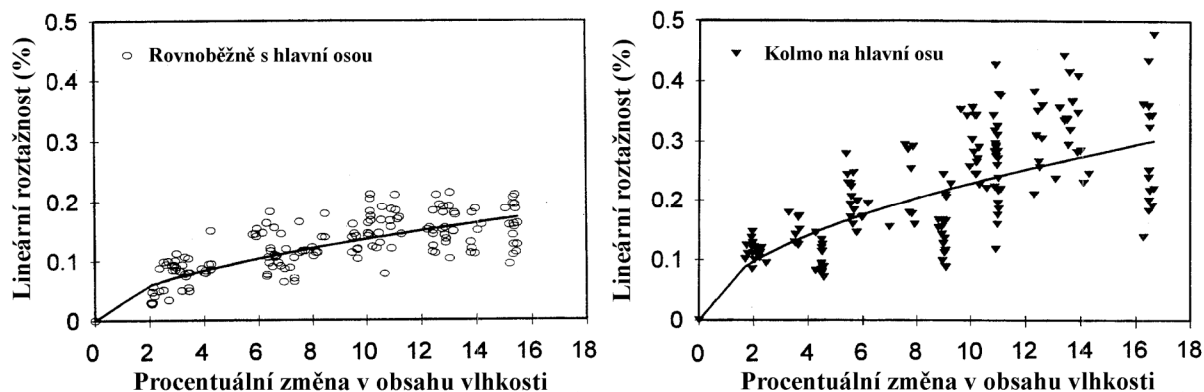 Lineární roztažnost (%)
0.5
0.4
0.3
0.2
0.1
0
Rovnoběžně s hlavní osou
0 2 4 6 8 10 12 14 16 18
Procentuální změna v obsahu vlhkosti
Lineární roztažnost (%)
0.5
0.4
0.3
0.2
0.1
0
Kolmo na hlavní osu
0 2 4 6 8 10 12 14 16 18
Procentuální změna v obsahu vlhkosti